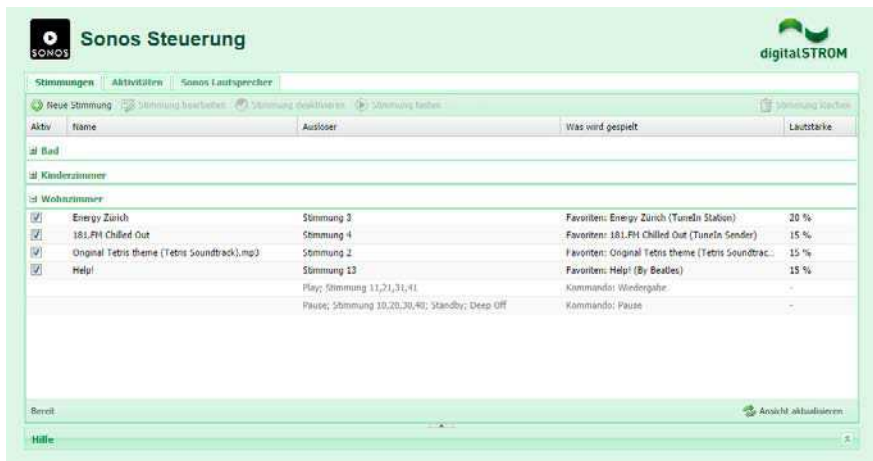 SONOS
Sonos Steuerung
digitalSTROM
Stimmungen Aktivitäten Sonos Lautsprecher
Neue Stimmung Stimmung bearbeiten Stimmung deaktivieren Stimmung testen Stimmung löschen
Aktiv Name Auslöser Was wird gespielt Lautstärke
Bad
Kinderzimmer
Wohnzimmer
Energy Zürich Stimmung 3 Favoriten: Energy Zürich (TuneIn Station) 20 %
181.FM Chilled Out Stimmung 4 Favoriten: 181.FM Chilled Out (TuneIn Sender) 15 %
Original Tetris theme (Tetris Soundtrack).mp3 Stimmung 2 Favoriten: Original Tetris theme (Tetris Soundtrac... 15 %
Help! Stimmung 13 Favoriten: Help! (By Beatles) 15 %
Play; Stimmung 11,21,31,41 Kommando: Wiedergabe -
Pause; Stimmung 10,20,30,40; Standby; Deep Off Kommando: Pause -
Bereit Ansicht aktualisieren
Hilfe